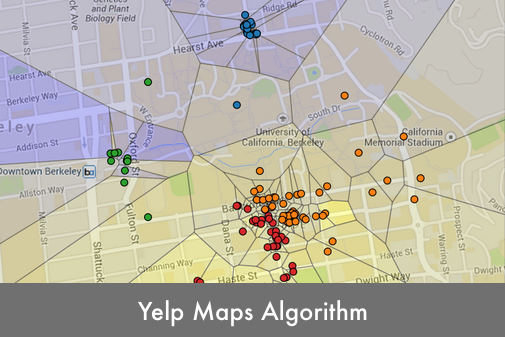 Genetics
and Plant
Biology Field
Ridge Rd
Hearst Ave
Cyclotron Rd
Milvia St
Hearst Ave
Berkeley Way
eley
Addison St
Oxford St
W Entrance
South Dr
University of
California, Berkeley
California
Memorial Stadium
Downtown Berkeley
Allston Way
Fulton St
Milvia St
Shattuck
Dana St
Channing Way
Haste St
Haste St
Dwight Way
Dwight
Prospect St
Warring St
Yelp Maps Algorithm